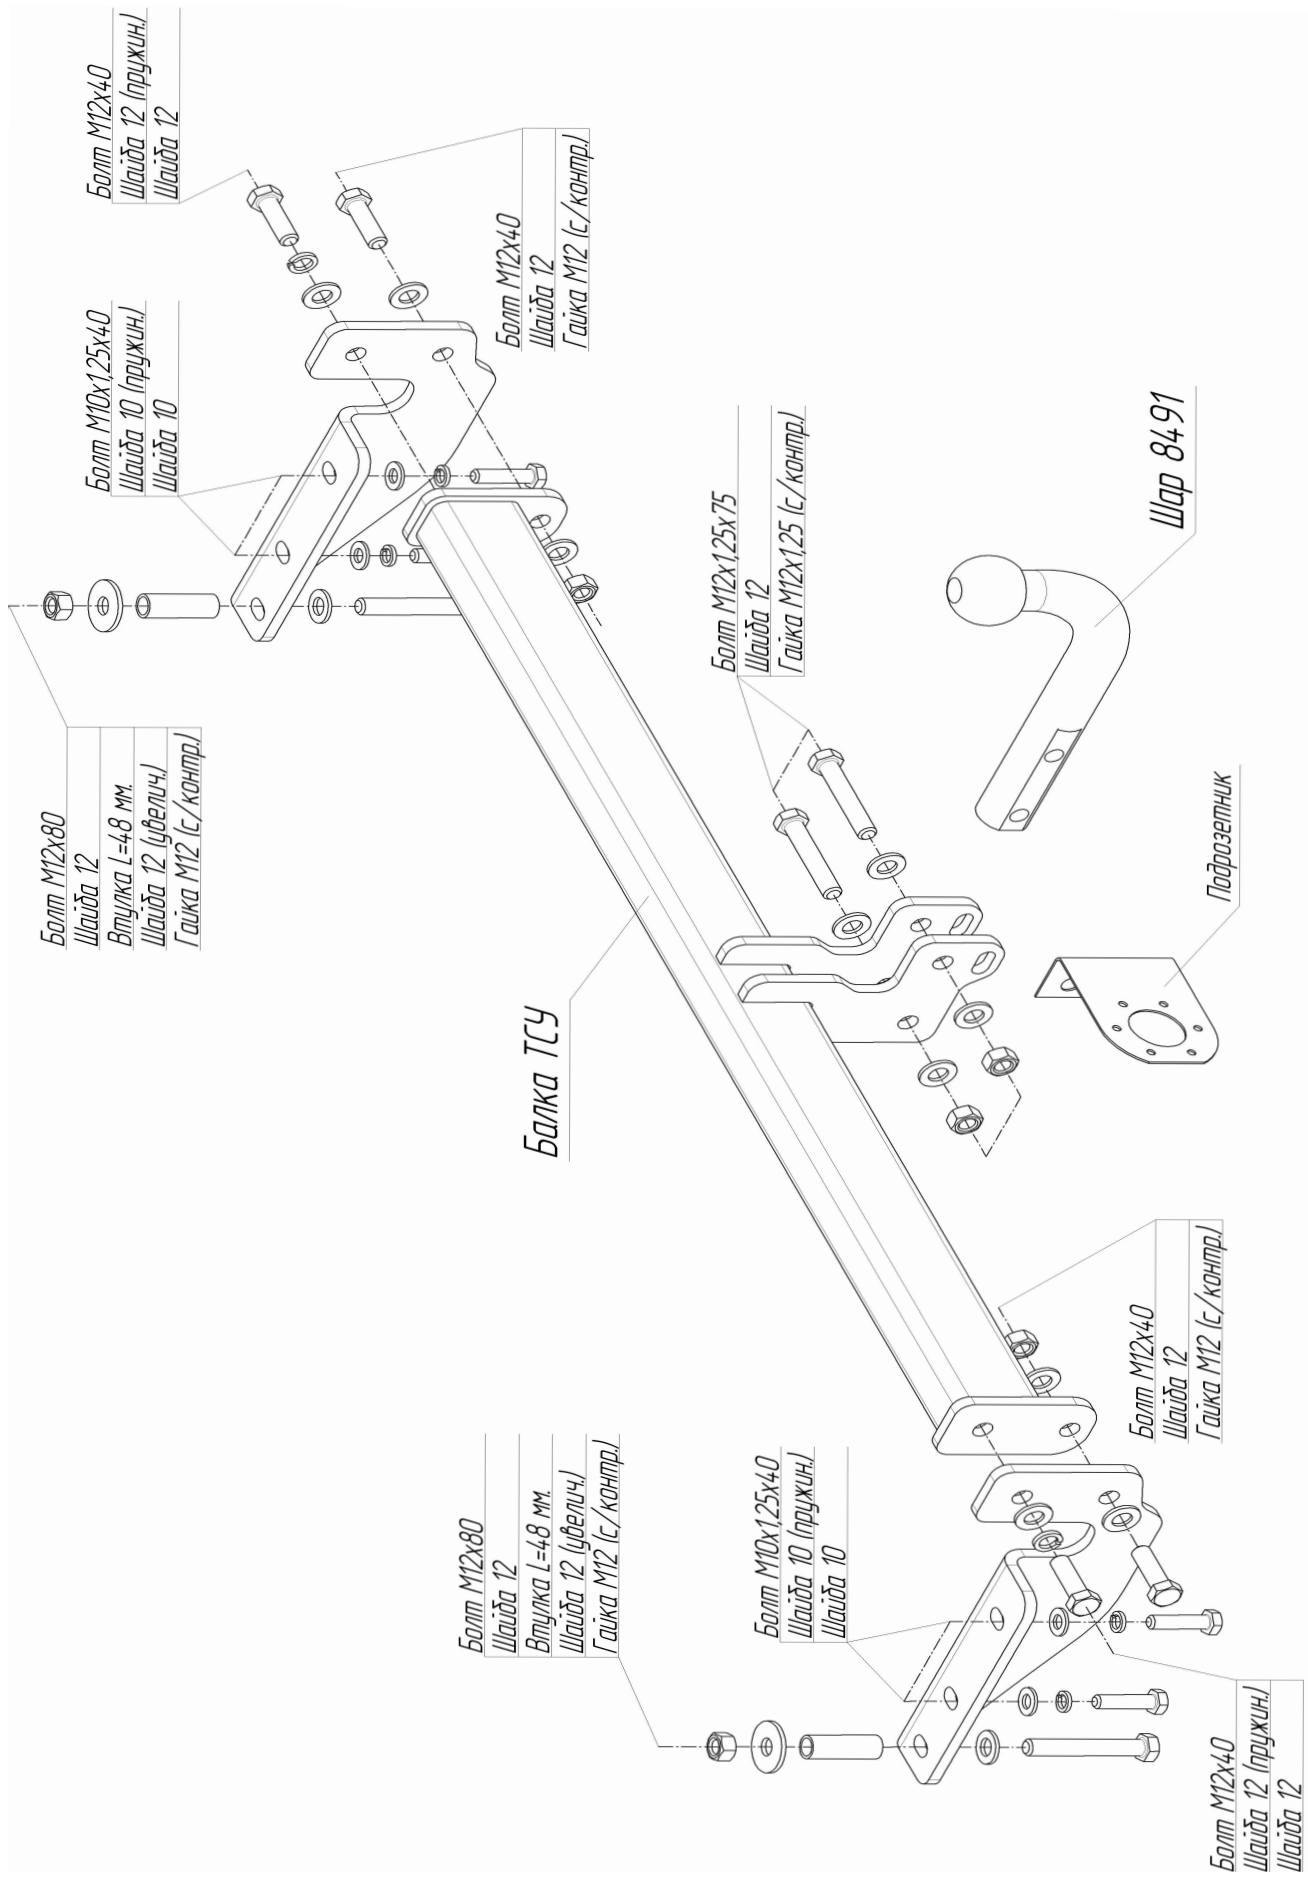 Болт М12х80
Шайба 12
Втулка L=48 мм.
Шайба 12 (увелич.)
Гайка М12 (с/контр.)
Болт М10х1,25х40
Шайба 10 (пружин.)
Шайба 10
Болт М12х40
Шайба 12 (пружин.)
Шайба 12
Болт М12х80
Шайба 12
Втулка L=48 мм.
Шайба 12 (увелич.)
Гайка М12 (с/контр.)
Балка ТСУ
Болт М12х40
Шайба 12
Гайка М12 (с/контр.)
Болт М10х1,25х40
Шайба 10 (пружин.)
Шайба 10
Болт М12х1,25х75
Шайба 12
Гайка М12х1,25 (с/контр.)
Шар 8491
Болт М12х40
Шайба 12
Гайка М12 (с/контр.)
Подрозетник
Болт М12х40
Шайба 12 (пружин.)
Шайба 12